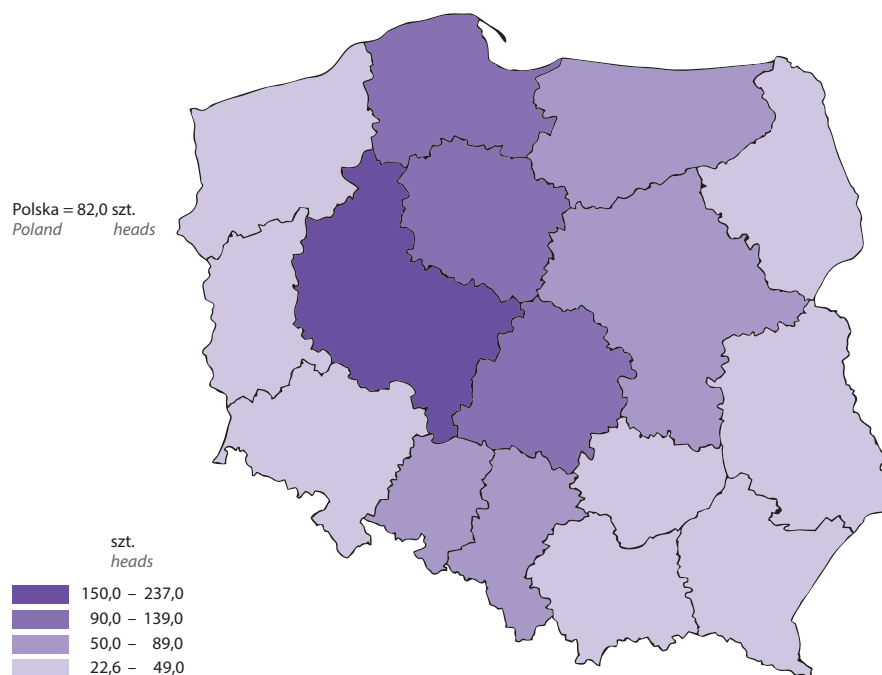 Polska = 82,0 szt.
Poland heads
szt.
heads
150,0 – 237,0
90,0 – 139,0
50,0 – 89,0
22,6 – 49,0